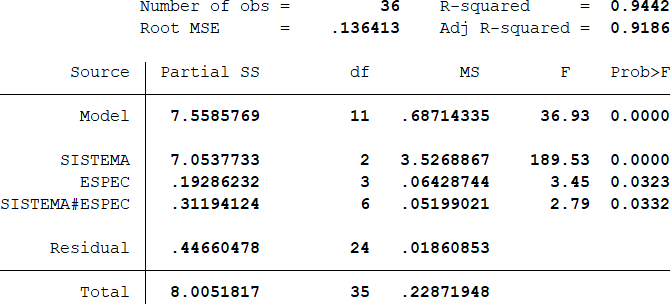 Number of obs = 36 R-squared = 0.9442
Root MSE = .136413 Adj R-squared = 0.9186
Source Partial SS df MS F Prob>F
Model 7.5585769 11 .68714335 36.93 0.0000
SISTEMA 7.0537733 2 3.5268867 189.53 0.0000
ESPEC .19286232 3 .06428744 3.45 0.0323
SISTEMA#ESPEC .31194124 6 .05199021 2.79 0.0332
Residual .44660478 24 .01860853
Total 8.0051817 35 .22871948